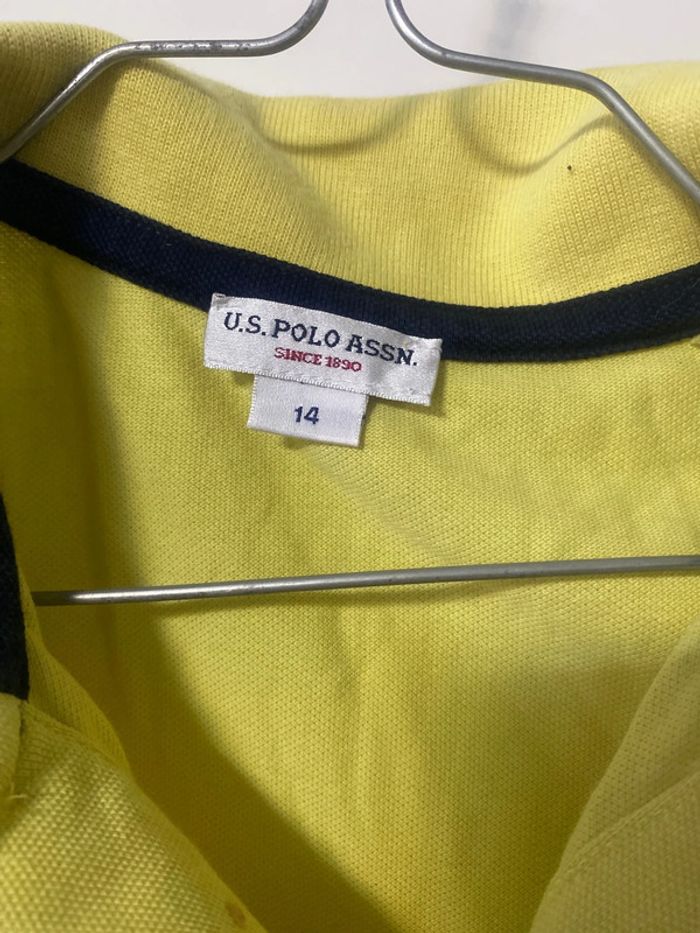 U.S. POLO ASSN.
SINCE 1890
14